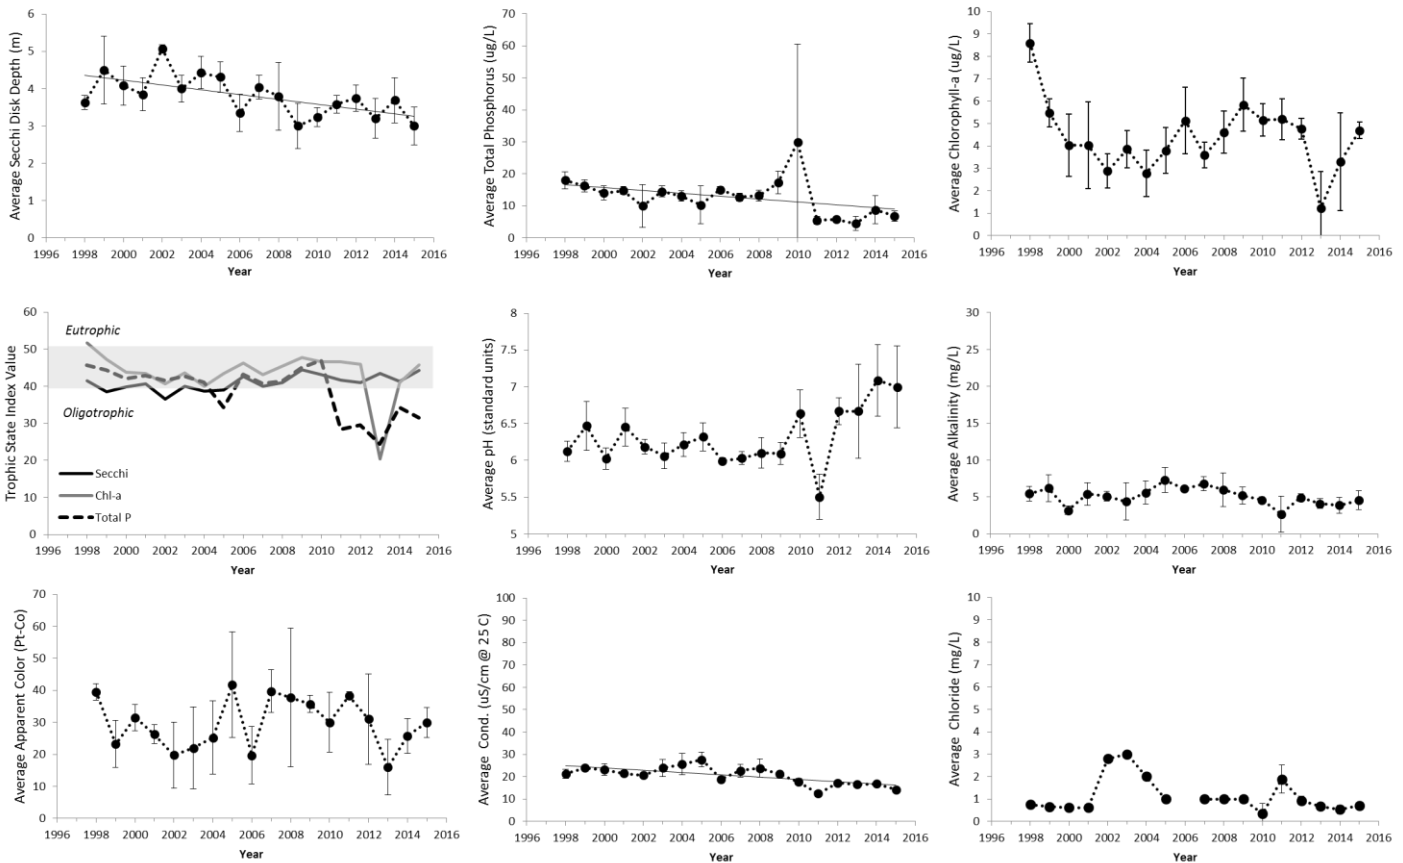 Average Secchi Disk Depth (m)
6
5
4
3
2
1
0
1996 1998 2000 2002 2004 2006 2008 2010 2012 2014 2016
Year
Average Total Phosphorus (ug/L)
70
60
50
40
30
20
10
0
1996 1998 2000 2002 2004 2006 2008 2010 2012 2014 2016
Year
Average Chlorophyll-a (ug/L)
10
9
8
7
6
5
4
3
2
1
0
1996 1998 2000 2002 2004 2006 2008 2010 2012 2014 2016
Year
Trophic State Index Value
60
50
40
30
20
10
0
Eutrophic
Oligotrophic
Secchi
Chl-a
Total P
1996 1998 2000 2002 2004 2006 2008 2010 2012 2014 2016
Year
Average pH (standard units)
8
7.5
7
6.5
6
5.5
5
1996 1998 2000 2002 2004 2006 2008 2010 2012 2014 2016
Year
Average Alkalinity (mg/L)
30
25
20
15
10
5
0
1996 1998 2000 2002 2004 2006 2008 2010 2012 2014 2016
Year
Average Apparent Color (Pt-Co)
70
60
50
40
30
20
10
0
1996 1998 2000 2002 2004 2006 2008 2010 2012 2014 2016
Year
Average Cond. (uS/cm @ 25 C)
100
90
80
70
60
50
40
30
20
10
0
1996 1998 2000 2002 2004 2006 2008 2010 2012 2014 2016
Year
Average Chloride (mg/L)
10
9
8
7
6
5
4
3
2
1
0
1996 1998 2000 2002 2004 2006 2008 2010 2012 2014 2016
Year